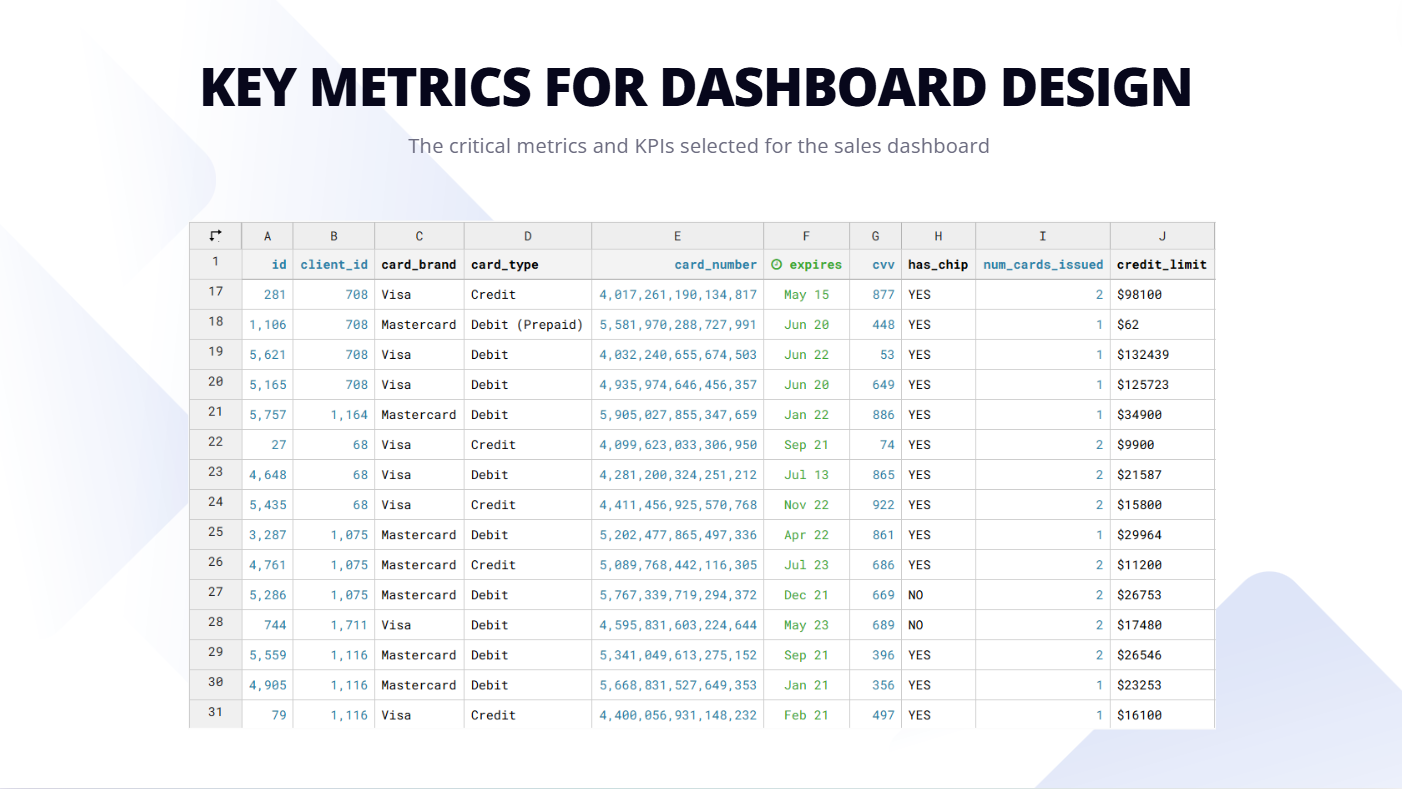 KEY METRICS FOR DASHBOARD DESIGN
The critical metrics and KPIs selected for the sales dashboard
A B C D E F G H I J
1 id client_id card_brand card_type card_number expires cvv has_chip num_cards_issued credit_limit
17 281 708 Visa Credit 4,017,261,190,134,817 May 15 877 YES 2 $98100
18 1,106 708 Mastercard Debit (Prepaid) 5,581,970,288,727,991 Jun 20 448 YES 1 $62
19 5,621 708 Visa Debit 4,032,240,655,674,503 Jun 22 53 YES 1 $132439
20 5,165 708 Visa Debit 4,935,974,646,456,357 Jun 20 649 YES 1 $125723
21 5,757 1,164 Mastercard Debit 5,905,027,855,347,659 Jan 22 886 YES 1 $34900
22 27 68 Visa Credit 4,099,623,033,306,950 Sep 21 74 YES 2 $9900
23 4,648 68 Visa Debit 4,281,200,324,251,212 Jul 13 865 YES 2 $21587
24 5,435 68 Visa Credit 4,411,456,925,570,768 Nov 22 922 YES 2 $15800
25 3,287 1,075 Mastercard Debit 5,202,477,865,497,336 Apr 22 861 YES 1 $29964
26 4,761 1,075 Mastercard Credit 5,089,768,442,116,305 Jul 23 686 YES 2 $11200
27 5,286 1,075 Mastercard Debit 5,767,339,719,294,372 Dec 21 669 NO 2 $26753
28 744 1,711 Visa Debit 4,595,831,603,224,644 May 23 689 NO 2 $17480
29 5,559 1,116 Mastercard Debit 5,341,049,613,275,152 Sep 21 396 YES 2 $26546
30 4,905 1,116 Mastercard Debit 5,668,831,527,649,353 Jan 21 356 YES 1 $23253
31 79 1,116 Visa Credit 4,400,056,931,148,232 Feb 21 497 YES 1 $16100